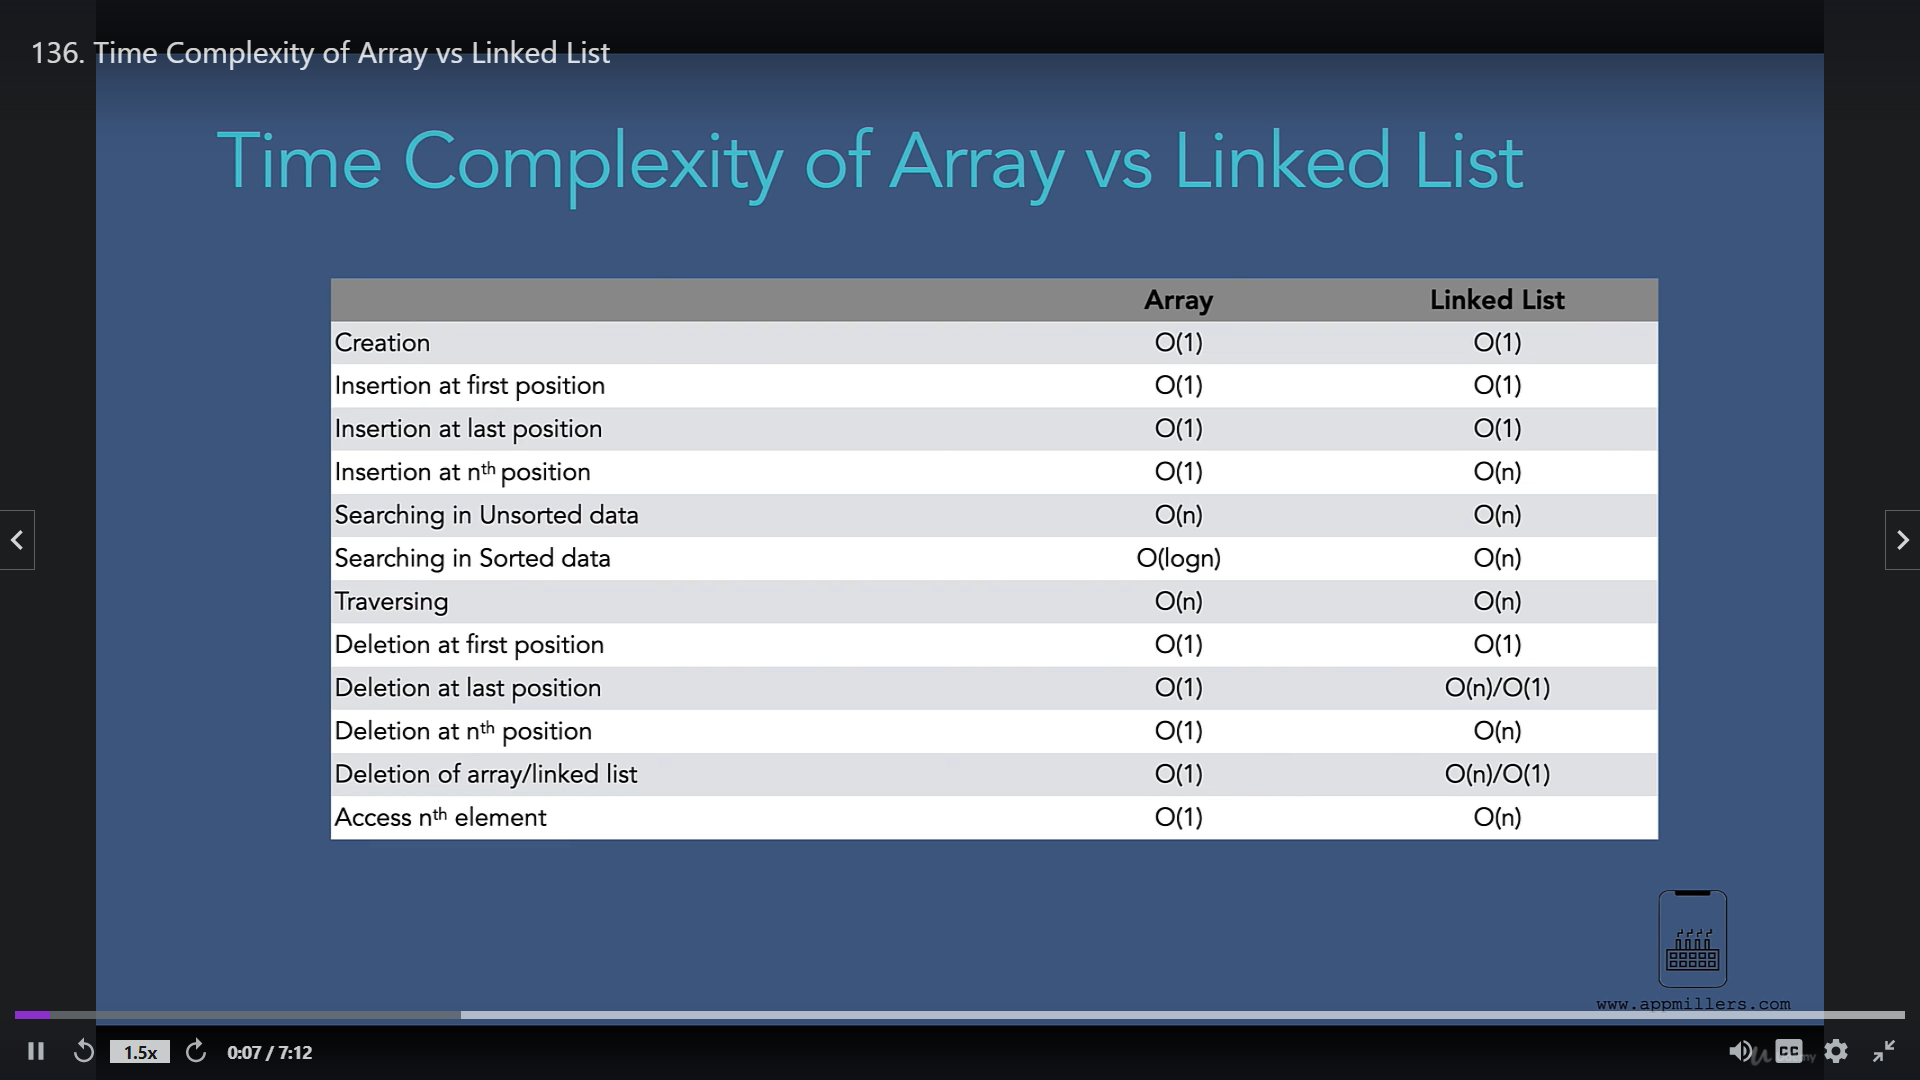 136. Time Complexity of Array vs Linked List
Time Complexity of Array vs Linked List
Array Linked List
Creation O(1) O(1)
Insertion at first position O(1) O(1)
Insertion at last position O(1) O(1)
Insertion at nth position O(1) O(n)
Searching in Unsorted data O(n) O(n)
Searching in Sorted data O(logn) O(n)
Traversing O(n) O(n)
Deletion at first position O(1) O(1)
Deletion at last position O(1) O(n)/O(1)
Deletion at nth position O(1) O(n)
Deletion of array/linked list O(1) O(n)/O(1)
Access nth element O(1) O(n)
www.appmillers.com
1.5x 0:07 / 7:12 CC